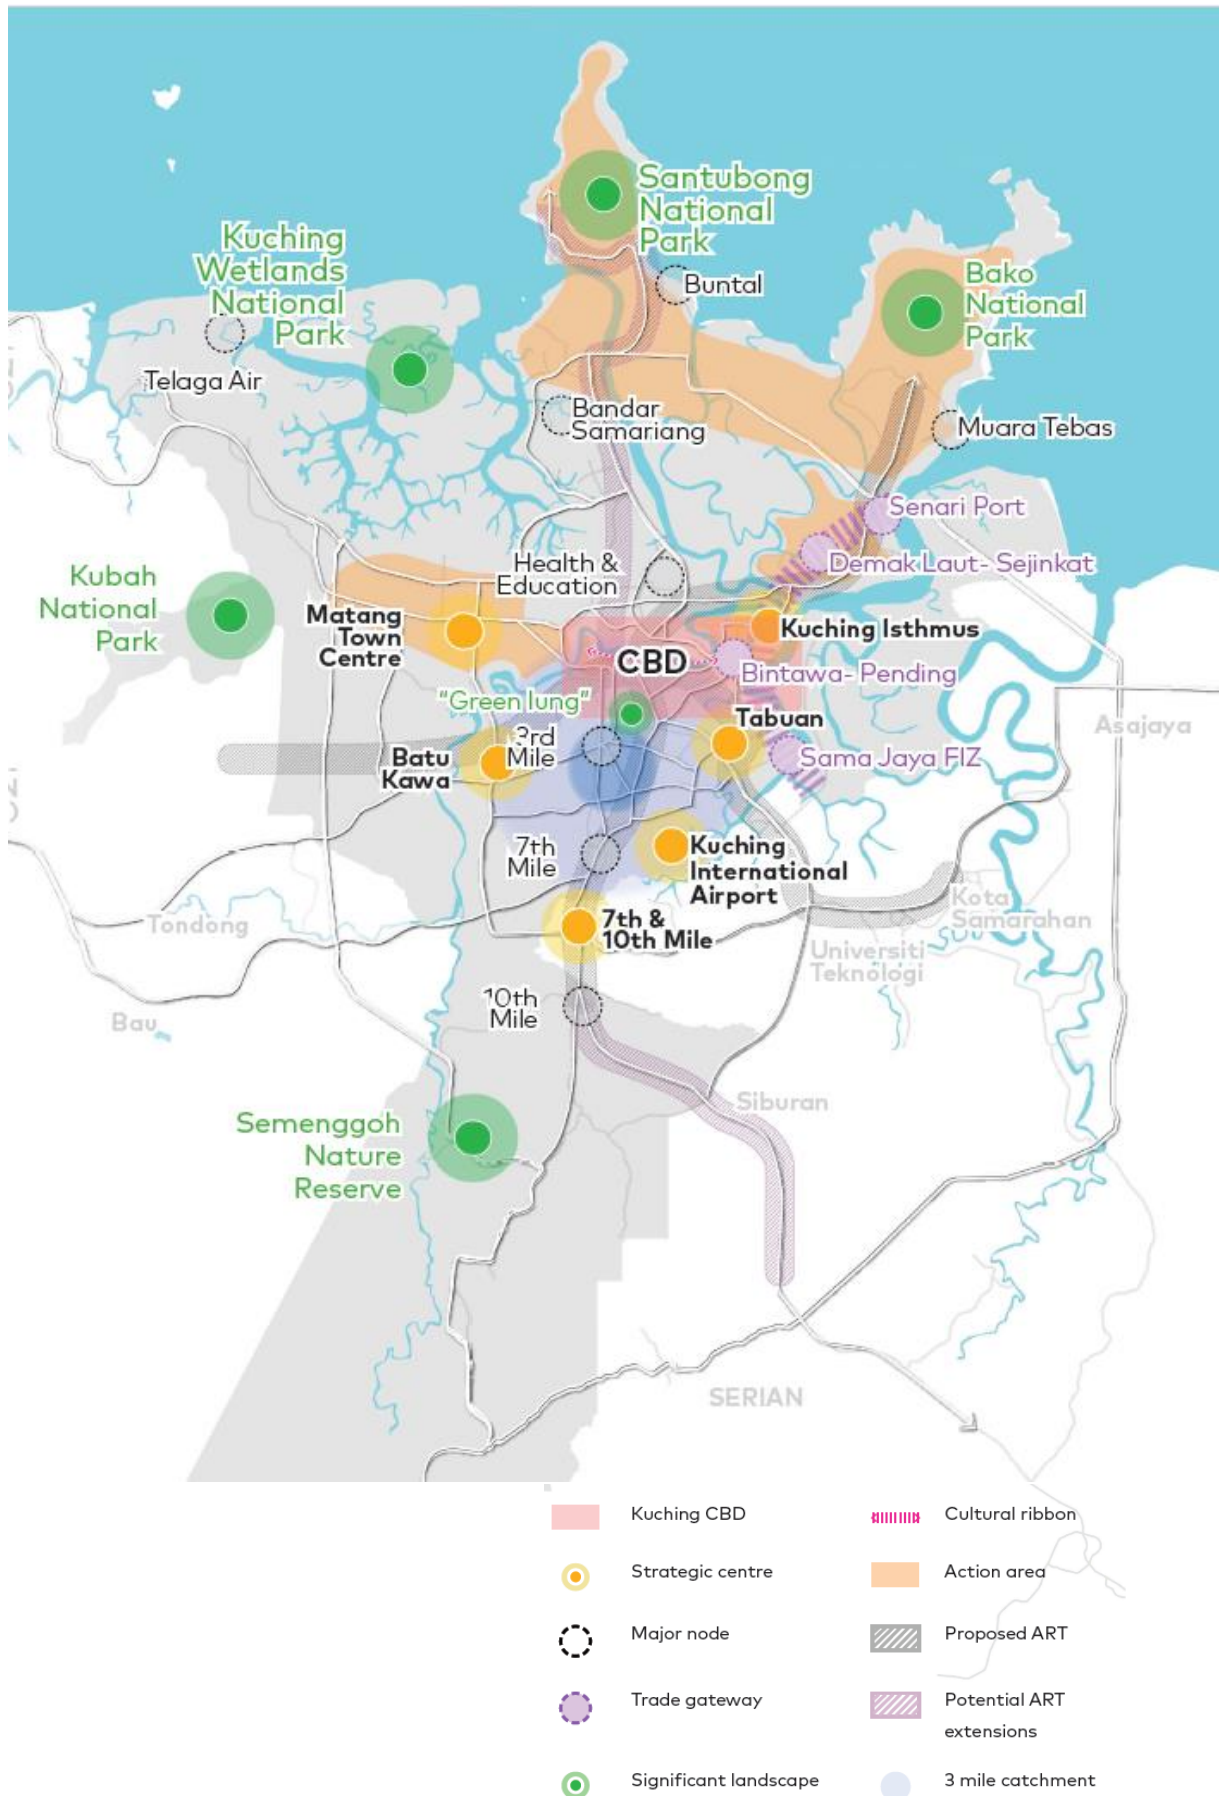 Santubong
National
Park
Kuching
Wetlands
National
Park
Buntal
Bako
National
Park
Telaga Air
Bandar
Samariang
Muara Tebas
Senari Port
Health &
Education
Demak Laut- Sejinkat
Kubah
National
Park
Matang
Town
Centre
Kuching Isthmus
CBD
Bintawa- Pending
"Green lung"
Tabuan
Asajaya
3rd
Mile
Batu
Kawa
Sama Jaya FIZ
7th
Mile
Kuching
International
Airport
Kota
Samarahan
Tondong
7th &
10th Mile
Universiti
Teknologi
10th
Mile
Bau
Siburan
Semenggoh
Nature
Reserve
SERIAN
Kuching CBD
Cultural ribbon
Strategic centre
Action area
Major node
Proposed ART
Trade gateway
Potential ART
extensions
Significant landscape
3 mile catchment